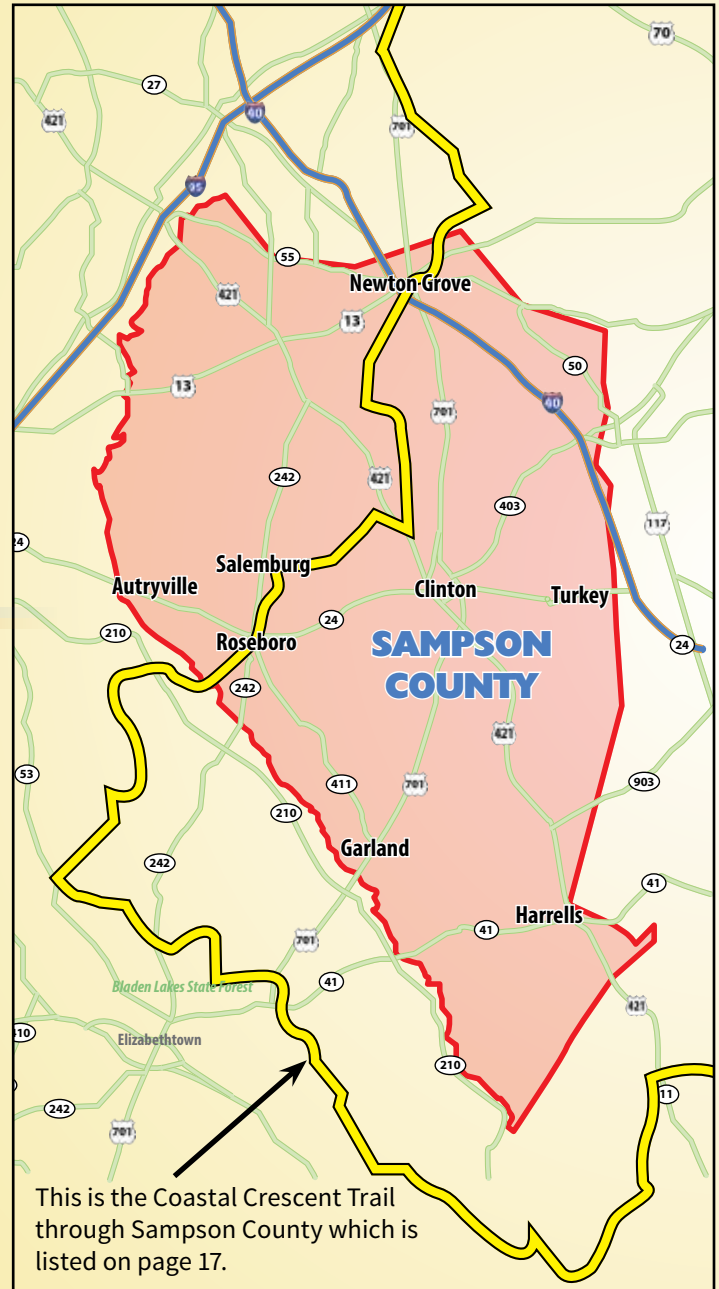 70
27
421
40
701
95
55
Newton Grove
421
13
50
13
40
701
242
421
403
117
24
Salemburg
Autryville
Clinton
Turkey
210
24
Roseboro
SAMPSON
COUNTY
24
242
421
53
411
701
903
210
Garland
242
41
Harrells
41
701
41
Bladen Lakes State Forest
421
410
Elizabethtown
210
11
242
701
This is the Coastal Crescent Trail
through Sampson County which is
listed on page 17.